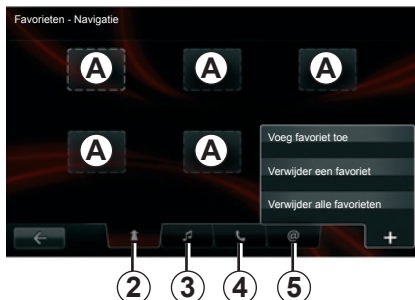 Favorieten - Navigatie
A A A
A A
Voeg favoriet toe
Verwijder een favoriet
Verwijder alle favorieten
@ +
2 3 4 5